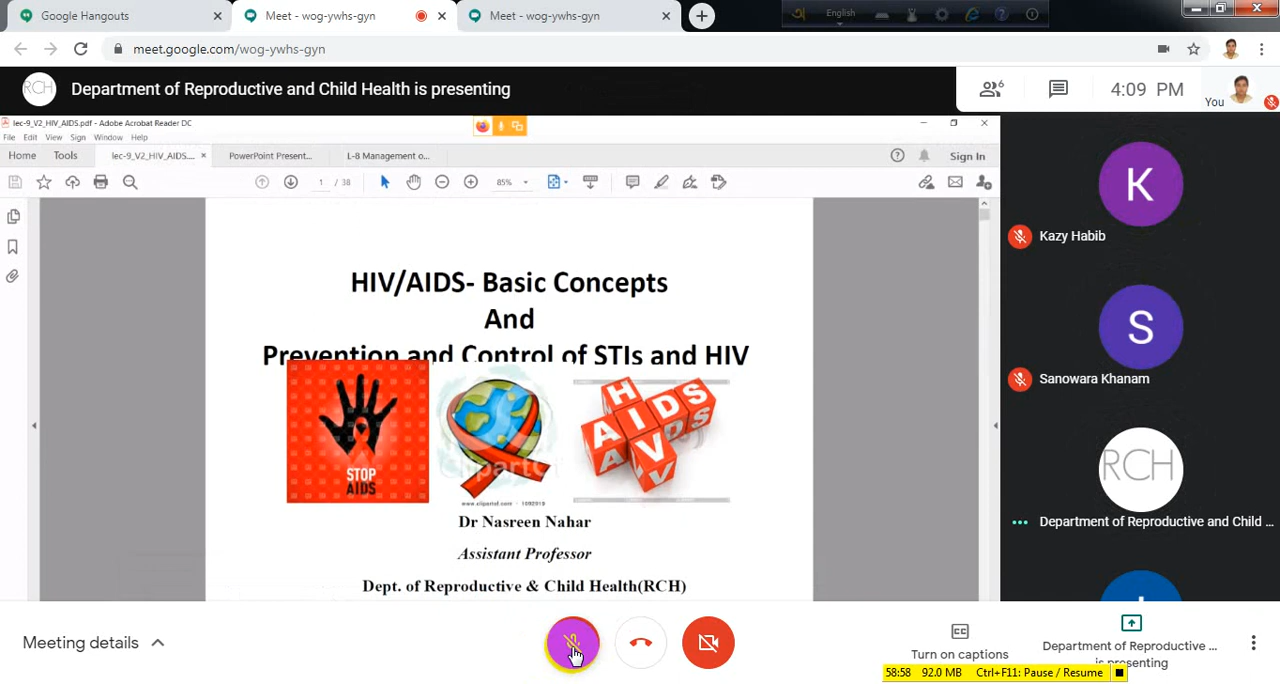 Google Hangouts
Meet - wog-ywhs-gyn
Meet - wog-ywhs-gyn
English
meet.google.com/wog-ywhs-gyn
RCH
Department of Reproductive and Child Health is presenting
6
4:09 PM
You
lec-9_V2_HIV_AIDS.pdf - Adobe Acrobat Reader DC
File Edit View Sign Window Help
Home Tools lec-9_V2_HIV_AIDS.... PowerPoint Present... L-8 Management o... Sign In
1 / 38 85%
HIV/AIDS- Basic Concepts
And
Prevention and Control of STIs and HIV
STOP
AIDS
www.clipartof.com · 1092019
HIV
AIDS
Dr Nasreen Nahar
Assistant Professor
Dept. of Reproductive & Child Health(RCH)
K
Kazy Habib
S
Sanowara Khanam
RCH
Department of Reproductive and Child ...
Meeting details
Turn on captions
Department of Reproductive ...
is presenting
58:58 92.0 MB Ctrl+F11: Pause / Resume